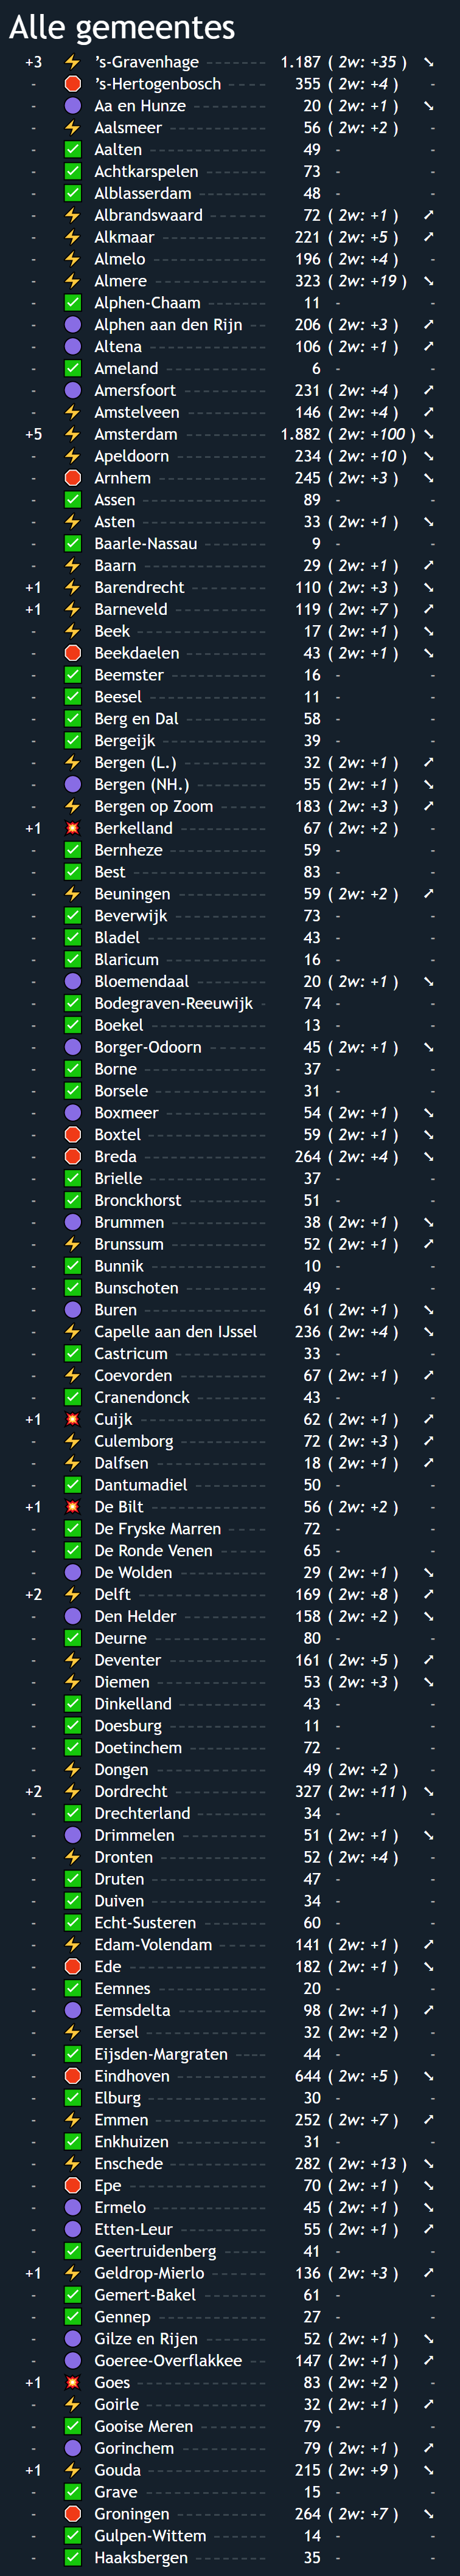 Alle gemeentes
+3 's-Gravenhage 1.187 ( 2w: +35 ) ➘
- 's-Hertogenbosch 355 ( 2w: +4 ) -
- Aa en Hunze 20 ( 2w: +1 ) ➘
- Aalsmeer 56 ( 2w: +2 ) -
- Aalten 49 - -
- Achtkarspelen 73 - -
- Alblasserdam 48 - -
- Albrandswaard 72 ( 2w: +1 ) ➚
- Alkmaar 221 ( 2w: +5 ) ➚
- Almelo 196 ( 2w: +4 ) -
- Almere 323 ( 2w: +19 ) ➘
- Alphen-Chaam 11 - -
- Alphen aan den Rijn 206 ( 2w: +3 ) ➚
- Altena 106 ( 2w: +1 ) ➚
- Ameland 6 - -
- Amersfoort 231 ( 2w: +4 ) ➚
- Amstelveen 146 ( 2w: +4 ) ➚
+5 Amsterdam 1.882 ( 2w: +100 ) ➘
- Apeldoorn 234 ( 2w: +10 ) ➘
- Arnhem 245 ( 2w: +3 ) ➘
- Assen 89 - -
- Asten 33 ( 2w: +1 ) ➘
- Baarle-Nassau 9 - -
- Baarn 29 ( 2w: +1 ) ➚
+1 Barendrecht 110 ( 2w: +3 ) ➘
+1 Barneveld 119 ( 2w: +7 ) ➚
- Beek 17 ( 2w: +1 ) ➘
- Beekdaelen 43 ( 2w: +1 ) ➘
- Beemster 16 - -
- Beesel 11 - -
- Berg en Dal 58 - -
- Bergeijk 39 - -
- Bergen (L.) 32 ( 2w: +1 ) ➚
- Bergen (NH.) 55 ( 2w: +1 ) ➘
- Bergen op Zoom 183 ( 2w: +3 ) ➚
+1 Berkelland 67 ( 2w: +2 ) -
- Bernheze 59 - -
- Best 83 - -
- Beuningen 59 ( 2w: +2 ) ➚
- Beverwijk 73 - -
- Bladel 43 - -
- Blaricum 16 - -
- Bloemendaal 20 ( 2w: +1 ) ➘
- Bodegraven-Reeuwijk 74 - -
- Boekel 13 - -
- Borger-Odoorn 45 ( 2w: +1 ) ➘
- Borne 37 - -
- Borsele 31 - -
- Boxmeer 54 ( 2w: +1 ) ➘
- Boxtel 59 ( 2w: +1 ) ➘
- Breda 264 ( 2w: +4 ) ➘
- Brielle 37 - -
- Bronckhorst 51 - -
- Brummen 38 ( 2w: +1 ) ➘
- Brunssum 52 ( 2w: +1 ) ➚
- Bunnik 10 - -
- Bunschoten 49 - -
- Buren 61 ( 2w: +1 ) ➘
- Capelle aan den IJssel 236 ( 2w: +4 ) ➘
- Castricum 33 - -
- Coevorden 67 ( 2w: +1 ) ➚
- Cranendonck 43 - -
+1 Cuijk 62 ( 2w: +1 ) ➚
- Culemborg 72 ( 2w: +3 ) ➚
- Dalfsen 18 ( 2w: +1 ) ➚
- Dantumadiel 50 - -
+1 De Bilt 56 ( 2w: +2 ) -
- De Fryske Marren 72 - -
- De Ronde Venen 65 - -
- De Wolden 29 ( 2w: +1 ) ➘
+2 Delft 169 ( 2w: +8 ) ➚
- Den Helder 158 ( 2w: +2 ) ➘
- Deurne 80 - -
- Deventer 161 ( 2w: +5 ) ➚
- Diemen 53 ( 2w: +3 ) ➘
- Dinkelland 43 - -
- Doesburg 11 - -
- Doetinchem 72 - -
- Dongen 49 ( 2w: +2 ) -
+2 Dordrecht 327 ( 2w: +11 ) ➘
- Drechterland 34 - -
- Drimmelen 51 ( 2w: +1 ) ➘
- Dronten 52 ( 2w: +4 ) -
- Druten 47 - -
- Duiven 34 - -
- Echt-Susteren 60 - -
- Edam-Volendam 141 ( 2w: +1 ) ➚
- Ede 182 ( 2w: +1 ) ➘
- Eemnes 20 - -
- Eemsdelta 98 ( 2w: +1 ) ➚
- Eersel 32 ( 2w: +2 ) -
- Eijsden-Margraten 44 - -
- Eindhoven 644 ( 2w: +5 ) ➘
- Elburg 30 - -
- Emmen 252 ( 2w: +7 ) ➚
- Enkhuizen 31 - -
- Enschede 282 ( 2w: +13 ) ➘
- Epe 70 ( 2w: +1 ) ➘
- Ermelo 45 ( 2w: +1 ) ➘
- Etten-Leur 55 ( 2w: +1 ) ➚
- Geertruidenberg 41 - -
+1 Geldrop-Mierlo 136 ( 2w: +3 ) ➚
- Gemert-Bakel 61 - -
- Gennep 27 - -
- Gilze en Rijen 52 ( 2w: +1 ) ➘
- Goeree-Overflakkee 147 ( 2w: +1 ) ➚
+1 Goes 83 ( 2w: +2 ) -
- Goirle 32 ( 2w: +1 ) ➚
- Gooise Meren 79 - -
- Gorinchem 79 ( 2w: +1 ) ➚
+1 Gouda 215 ( 2w: +9 ) ➘
- Grave 15 - -
- Groningen 264 ( 2w: +7 ) ➘
- Gulpen-Wittem 14 - -
- Haaksbergen 35 - -